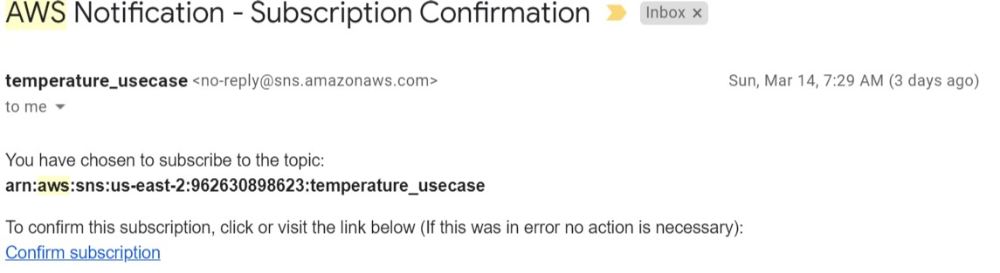 AWS Notification - Subscription Confirmation Inbox x
temperature_usecase <no-reply@sns.amazonaws.com> Sun, Mar 14, 7:29 AM (3 days ago)
to me
You have chosen to subscribe to the topic:
arn:aws:sns:us-east-2:962630898623:temperature_usecase
To confirm this subscription, click or visit the link below (If this was in error no action is necessary):
Confirm subscription